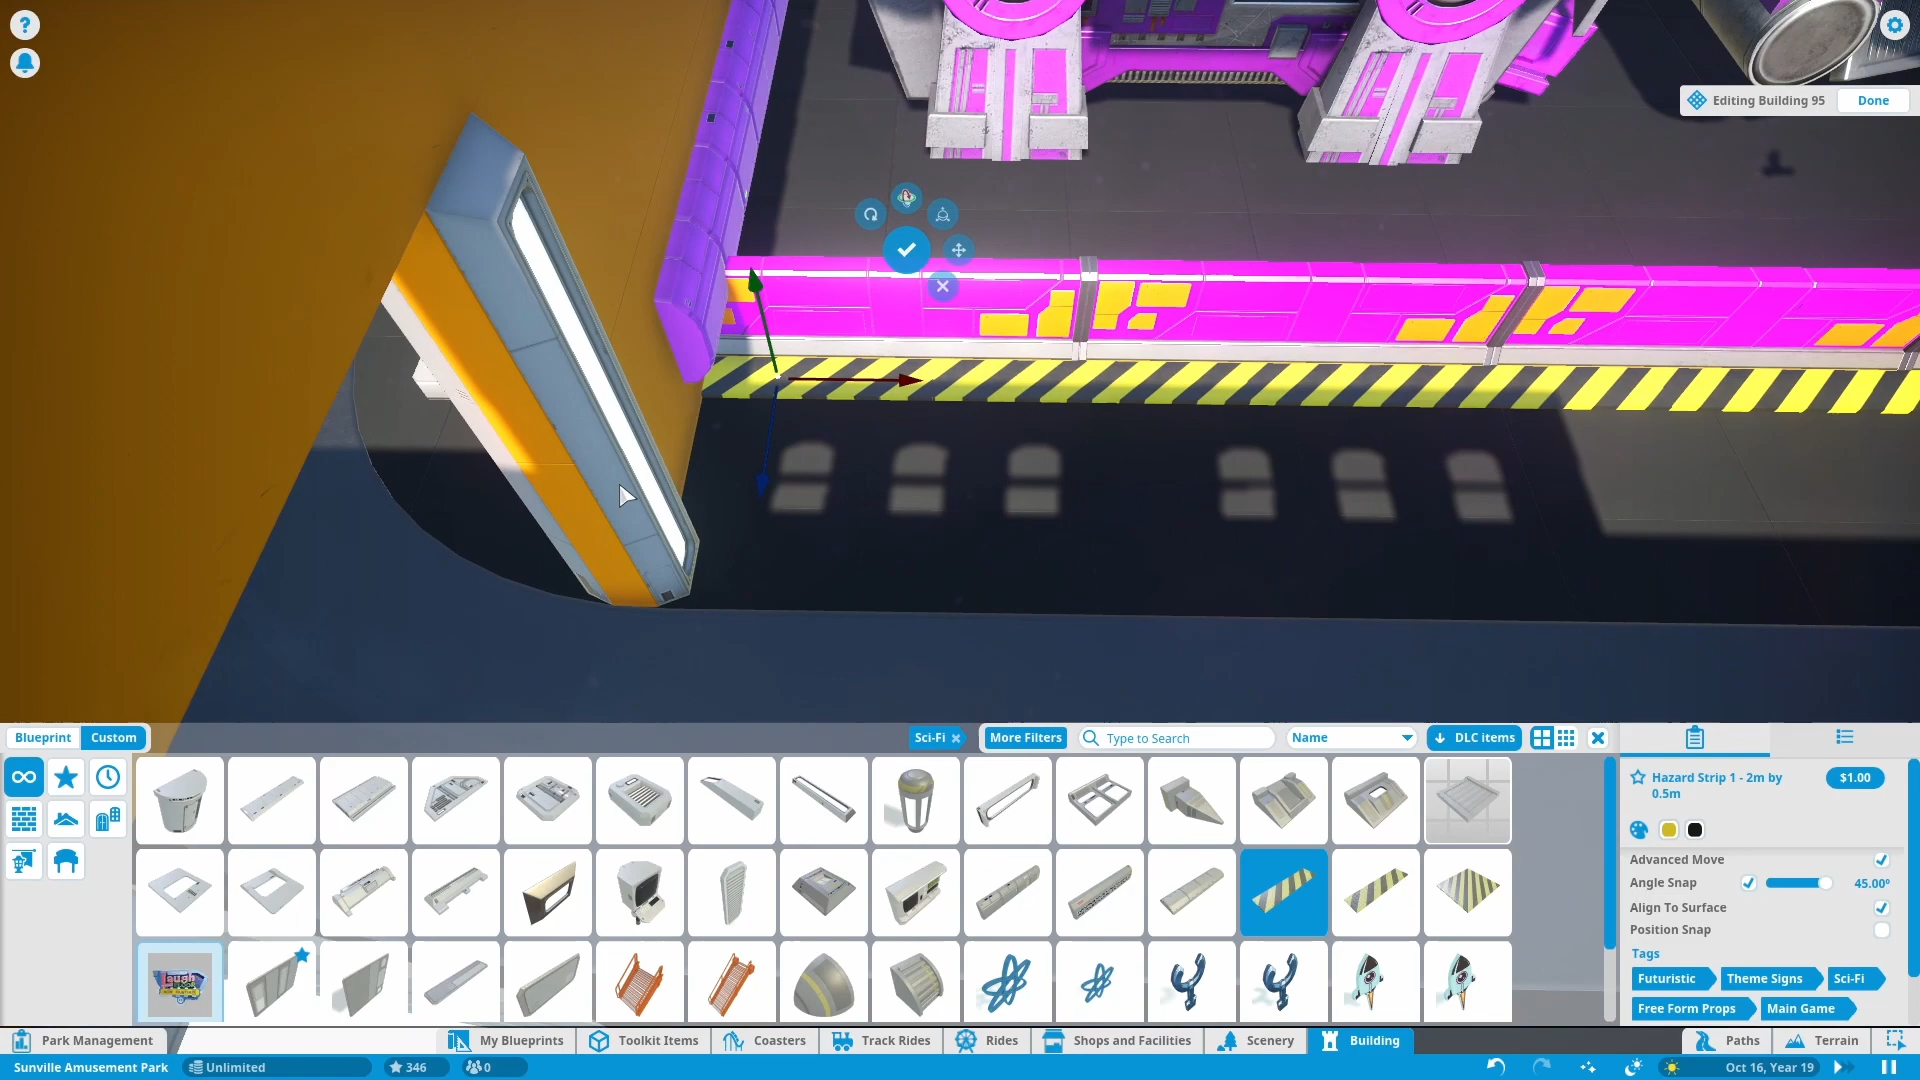 ?
Editing Building 95
Done
Blueprint
Custom
Sci-Fi
More Filters
Type to Search
Name
DLC items
Hazard Strip 1 - 2m by
0.5m
$1.00
Advanced Move
Angle Snap
45.00°
Align To Surface
Position Snap
Tags
Futuristic
Theme Signs
Sci-Fi
Free Form Props
Main Game
Laugh
Park Management
My Blueprints
Toolkit Items
Coasters
Track Rides
Rides
Shops and Facilities
Scenery
Building
Paths
Terrain
Sunville Amusement Park
Unlimited
346
0
Oct 16, Year 19